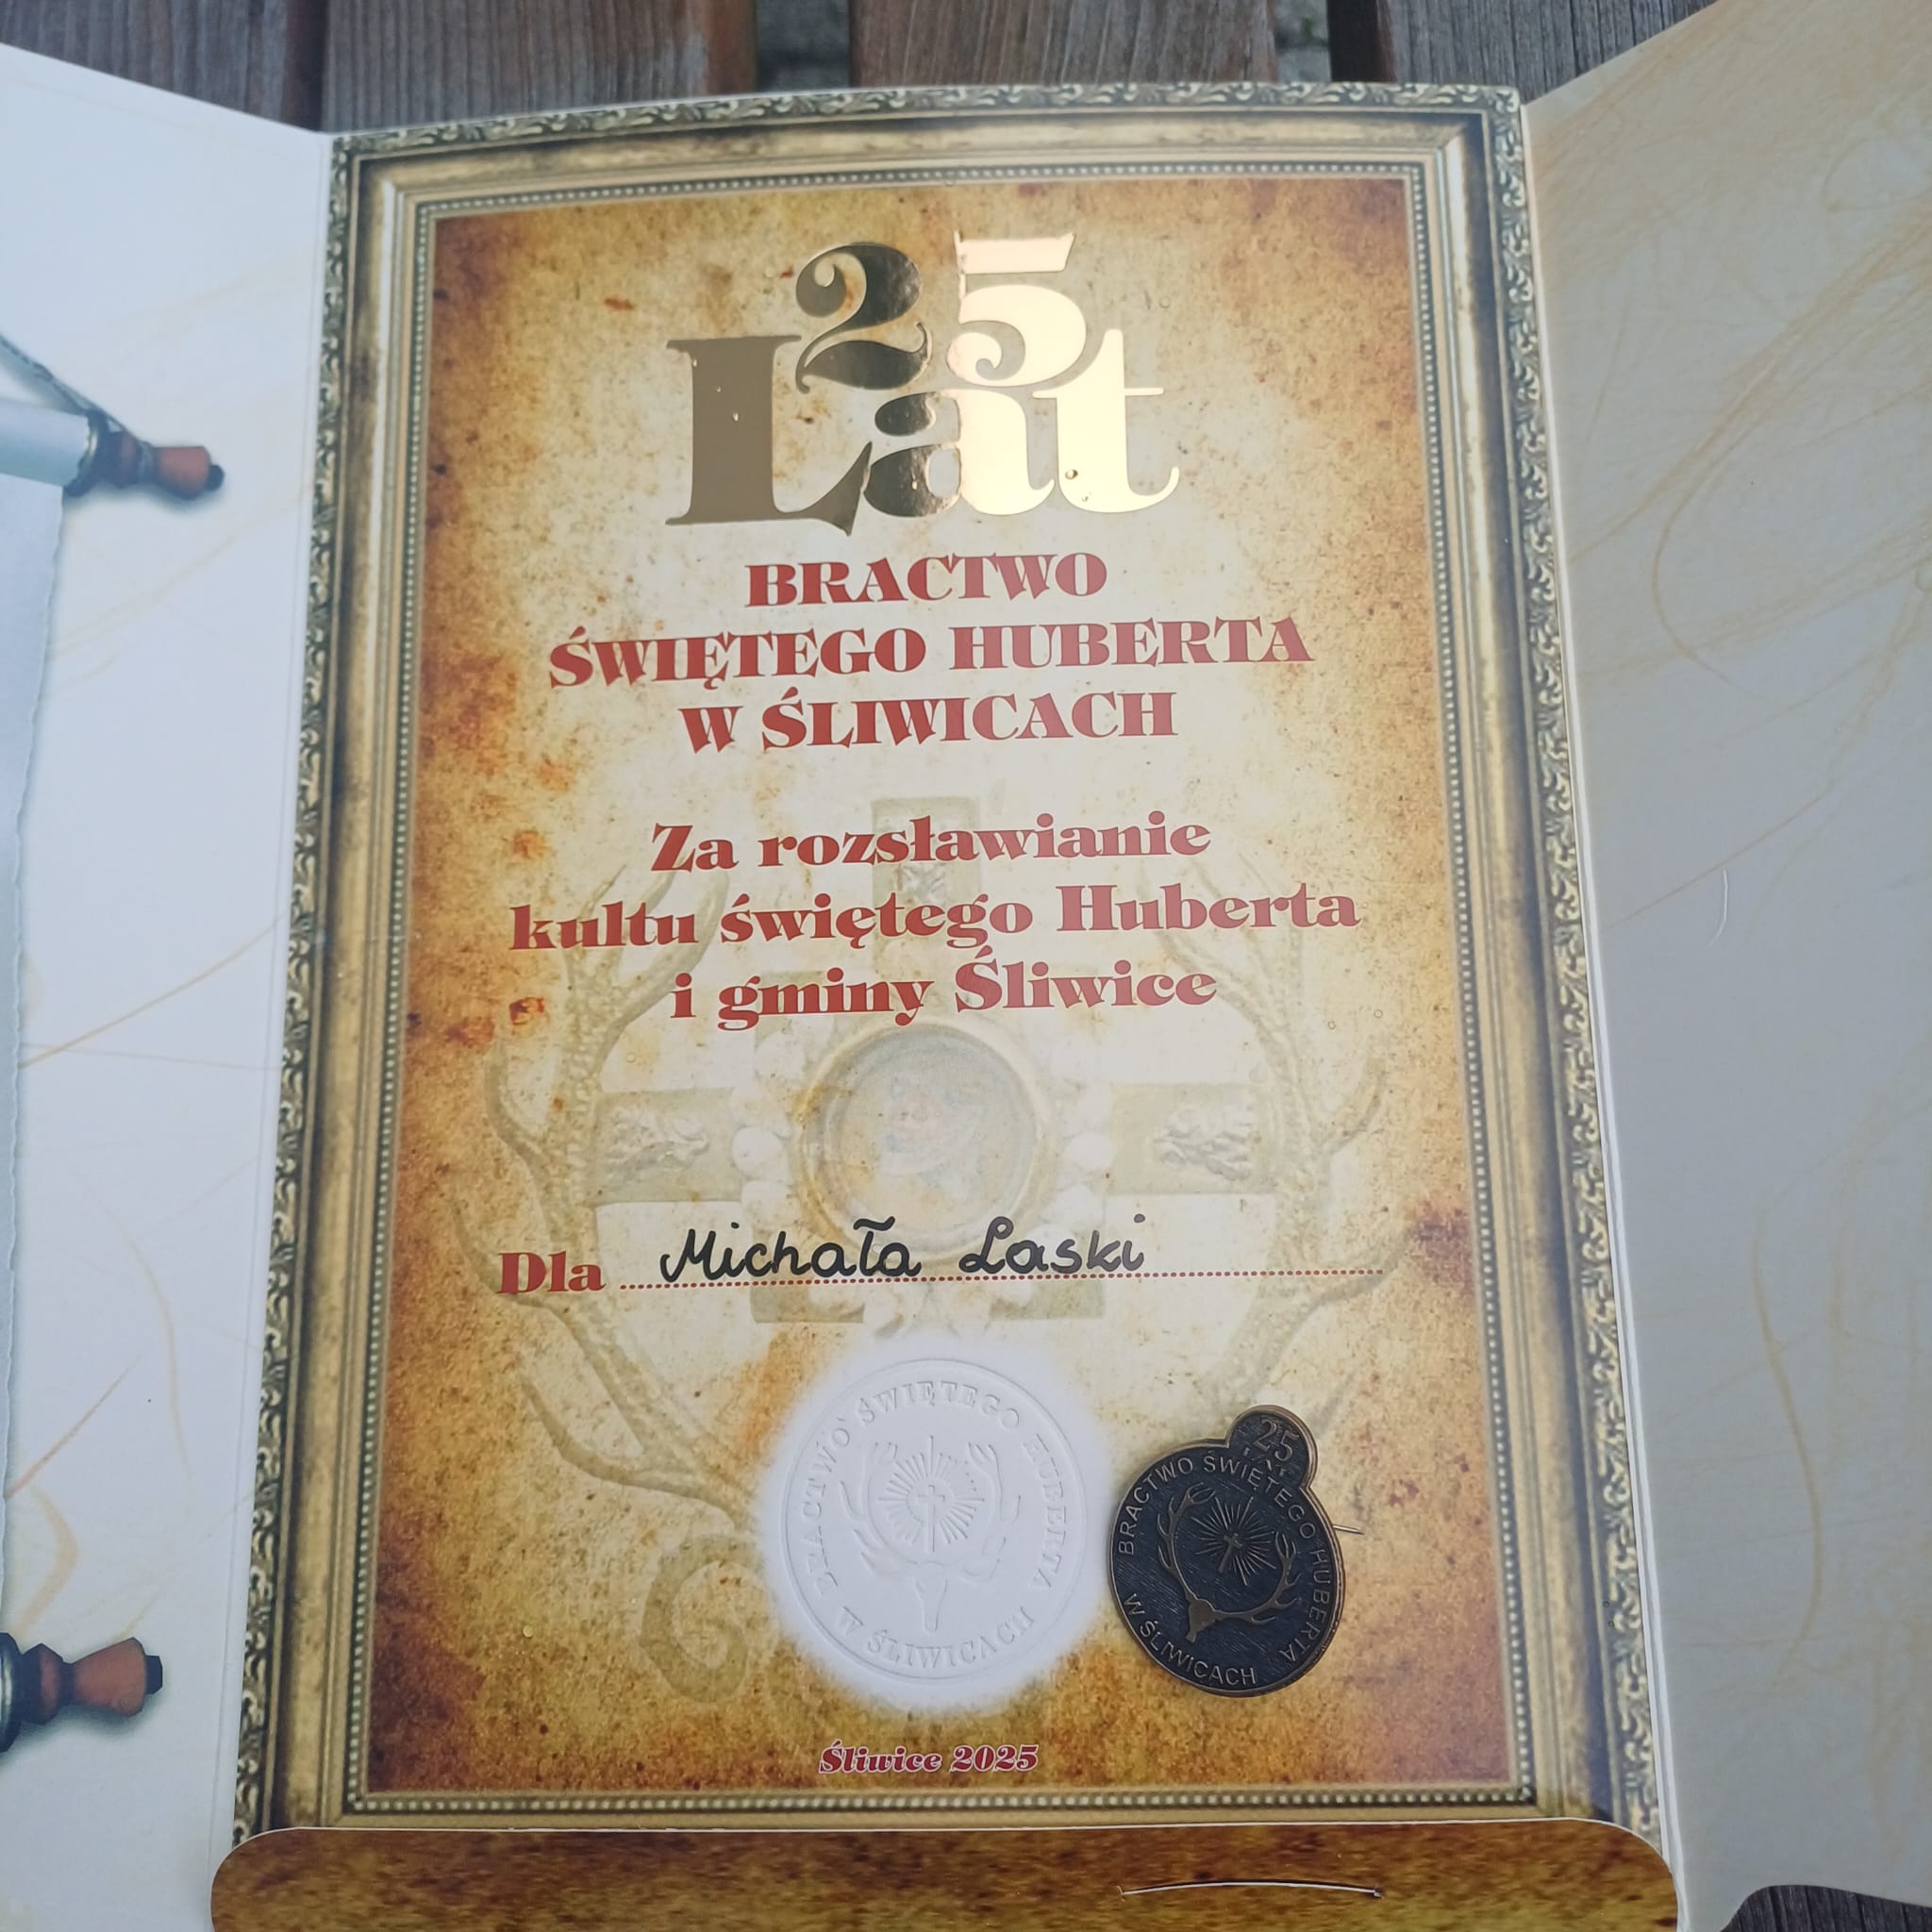 25
Lat
BRACTWO
ŚWIĘTEGO HUBERTA
W ŚLIWICACH
Za rozsławianie
kultu świętego Huberta
i gminy Śliwice
Dla Michała Laski
BRACTWO ŚWIĘTEGO HUBERTA
W ŚLIWICACH
25
BRACTWO ŚWIĘTEGO HUBERTA
W ŚLIWICACH
Śliwice 2025